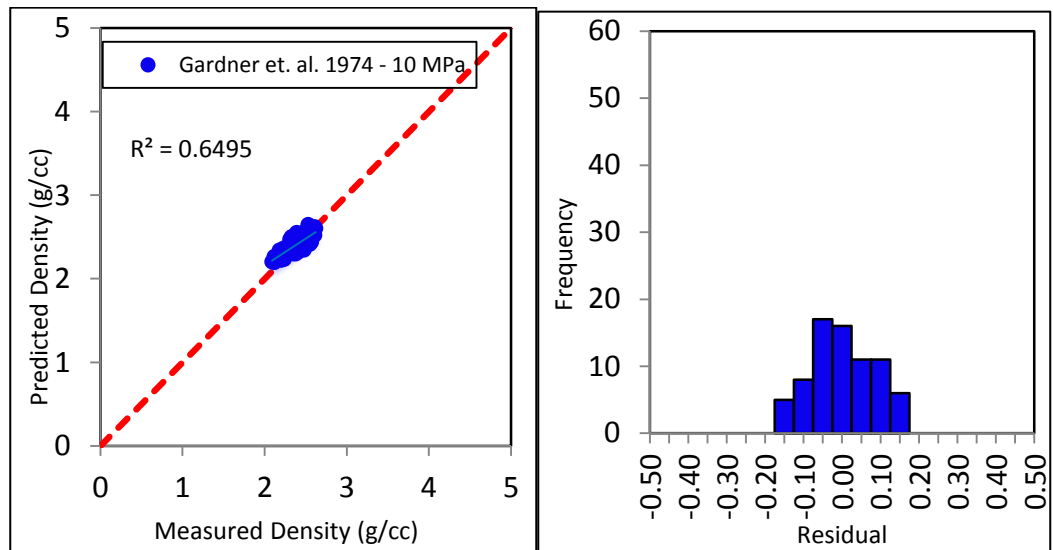 5
4
3
2
1
0
Predicted Density (g/cc)
Gardner et. al. 1974 - 10 MPa
R² = 0.6495
0 1 2 3 4 5
Measured Density (g/cc)
60
50
40
30
20
10
0
Frequency
-0.50 -0.40 -0.30 -0.20 -0.10 0.00 0.10 0.20 0.30 0.40 0.50
Residual